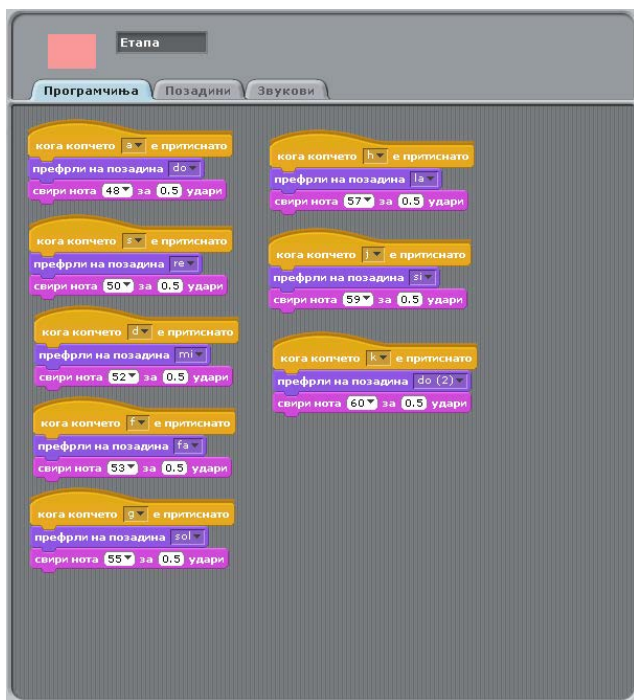 Етапа
Програмчиња Позадини Звукови
кога копчето a е притиснато
префрли на позадина do
свири нота 48 за 0.5 удари
кога копчето s е притиснато
префрли на позадина re
свири нота 50 за 0.5 удари
кога копчето d е притиснато
префрли на позадина mi
свири нота 52 за 0.5 удари
кога копчето f е притиснато
префрли на позадина fa
свири нота 53 за 0.5 удари
кога копчето g е притиснато
префрли на позадина sol
свири нота 55 за 0.5 удари
кога копчето h е притиснато
префрли на позадина la
свири нота 57 за 0.5 удари
кога копчето j е притиснато
префрли на позадина si
свири нота 59 за 0.5 удари
кога копчето k е притиснато
префрли на позадина do (2)
свири нота 60 за 0.5 удари